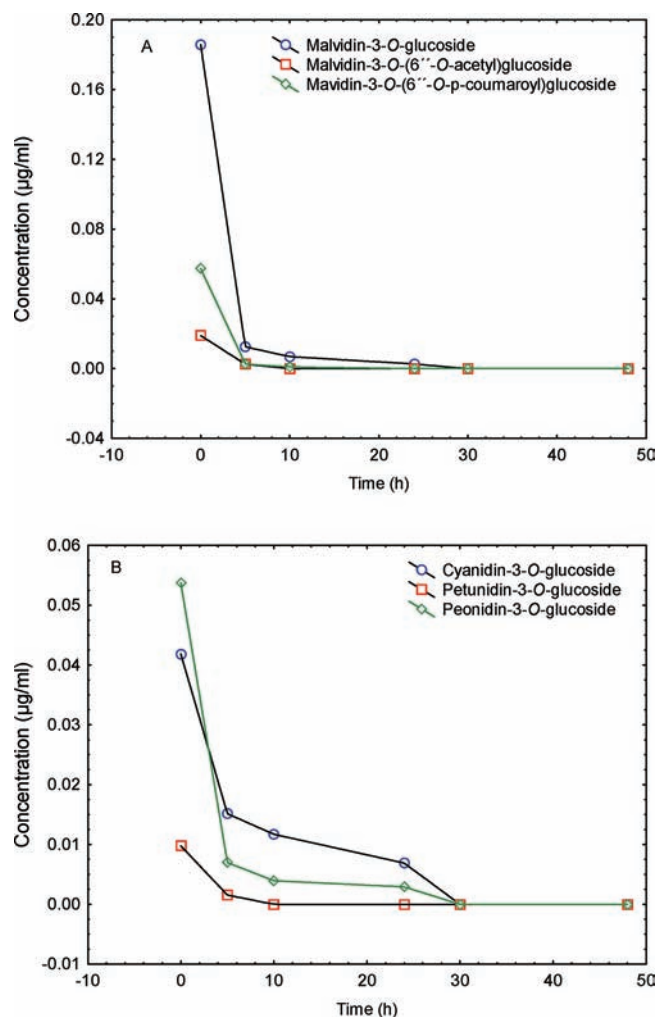 A
Malvidin-3-O-glucoside
Malvidin-3-O-(6´´-O-acetyl)glucoside
Mavidin-3-O-(6´´-O-p-coumaroyl)glucoside
Concentration (µg/ml)
0.20
0.16
0.12
0.08
0.04
0.00
-0.04
-10 0 10 20 30 40 50
Time (h)
B
Cyanidin-3-O-glucoside
Petunidin-3-O-glucoside
Peonidin-3-O-glucoside
Concentration (µg/ml)
0.06
0.05
0.04
0.03
0.02
0.01
0.00
-0.01
-10 0 10 20 30 40 50
Time (h)